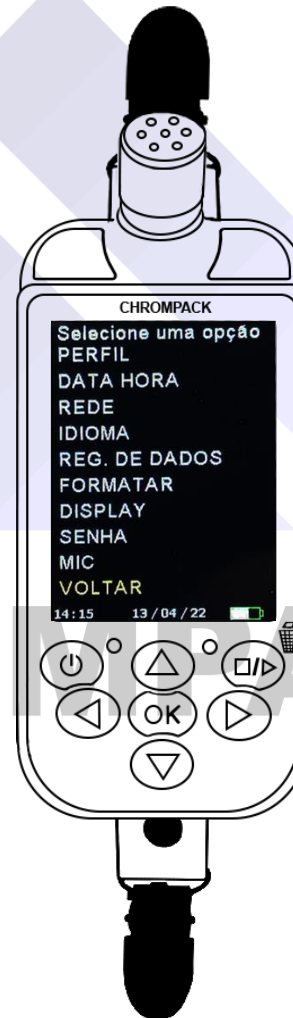 CHROMPACK
Selecione uma opção
PERFIL
DATA HORA
REDE
IDIOMA
REG. DE DADOS
FORMATAR
DISPLAY
SENHA
MIC
VOLTAR
14:15 13/04/22
OK
MPA